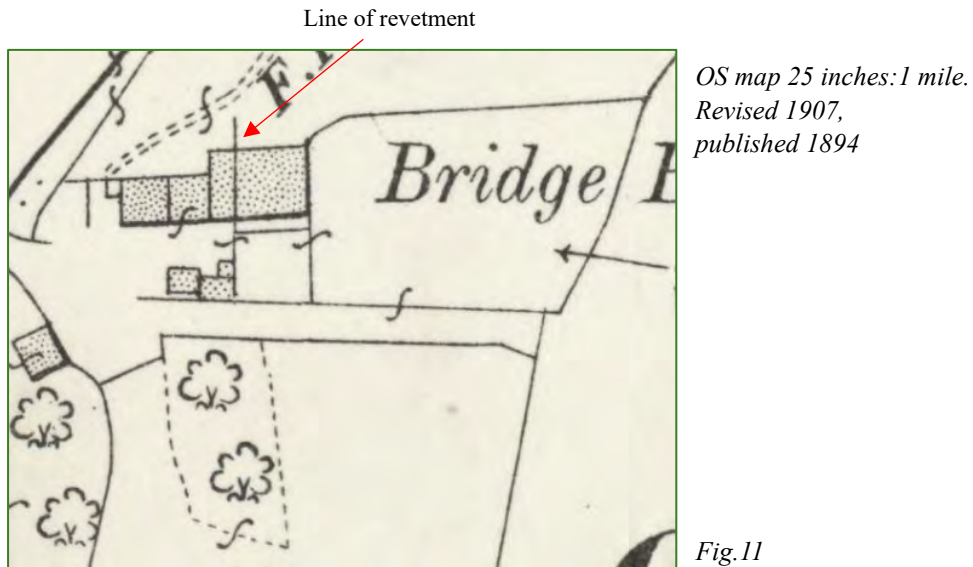 Line of revetment
OS map 25 inches:1 mile.
Revised 1907,
published 1894
Bridge
Fig.11